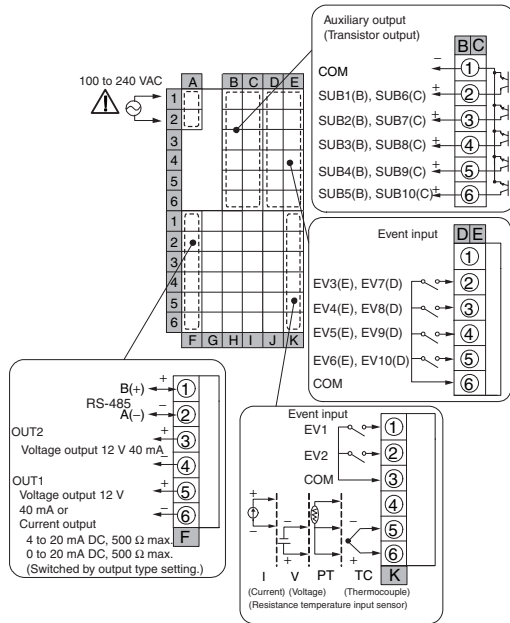 Auxiliary output
(Transistor output)
B C
COM − 1
SUB1(B), SUB6(C) + 2
SUB2(B), SUB7(C) + 3
SUB3(B), SUB8(C) + 4
SUB4(B), SUB9(C) + 5
SUB5(B), SUB10(C) + 6
100 to 240 VAC
A B C D E
1
2
3
4
5
6
1
2
3
4
5
6
F G H I J K
Event input
D E
1
EV3(E), EV7(D) 2
EV4(E), EV8(D) 3
EV5(E), EV9(D) 4
EV6(E), EV10(D) 5
COM 6
B(+) + 1
RS-485
A(−) − 2
OUT2 + 3
Voltage output 12 V 40 mA − 4
OUT1 + 5
Voltage output 12 V
40 mA or − 6
Current output
4 to 20 mA DC, 500 Ω max. F
0 to 20 mA DC, 500 Ω max.
(Switched by output type setting.)
Event input
EV1 1
EV2 2
COM 3
4
+ − − 5
− + + 6
I V PT TC K
(Current) (Voltage) (Thermocouple)
(Resistance temperature input sensor)